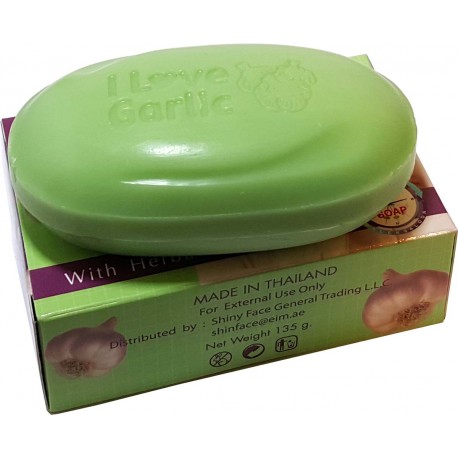 I Love
Garlic
SOAP
With Herb
MADE IN THAILAND
For External Use Only
Distributed by : Shiny Face General Trading L.L.C
shinface@eim.ae
Net Weight 135 g.